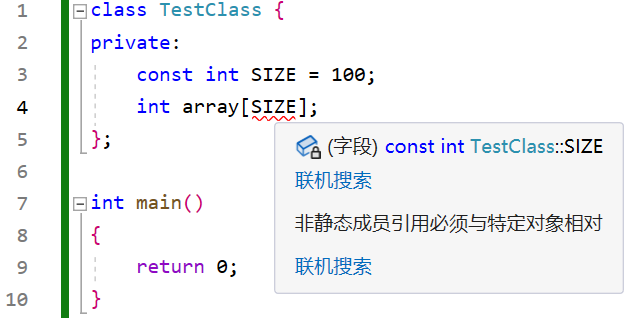 1 class TestClass {
2 private:
3 const int SIZE = 100;
4 int array[SIZE];
5 };
6
7 int main()
8 {
9 return 0;
10 }
(字段) const int TestClass::SIZE
联机搜索
非静态成员引用必须与特定对象相对
联机搜索